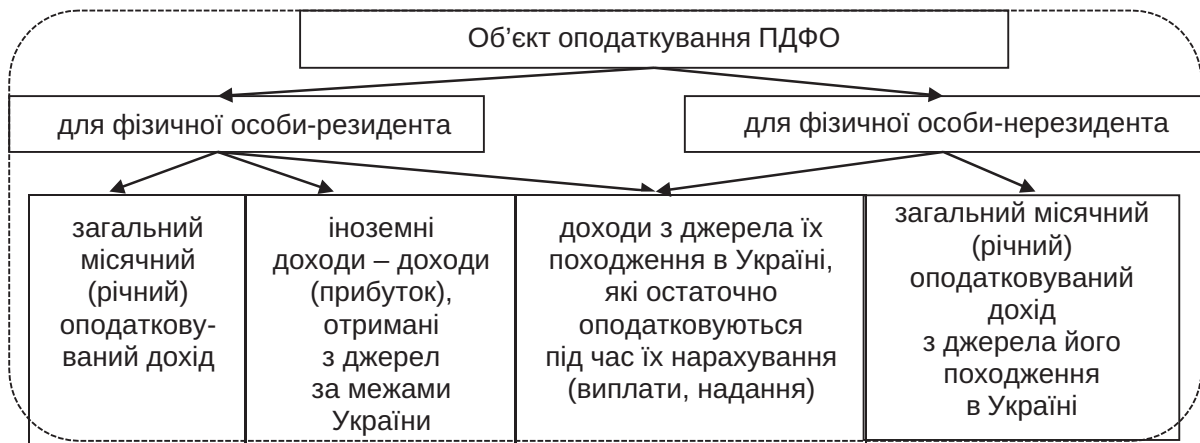 Об’єкт оподаткування ПДФО
для фізичної особи-резидента
для фізичної особи-нерезидента
загальний
місячний
(річний)
оподаткову-
ваний дохід
іноземні
доходи – доходи
(прибуток),
отримані
з джерел
за межами
України
доходи з джерела їх
походження в Україні,
які остаточно
оподатковуються
під час їх нарахування
(виплати, надання)
загальний місячний
(річний)
оподатковуваний
дохід
з джерела його
походження
в Україні